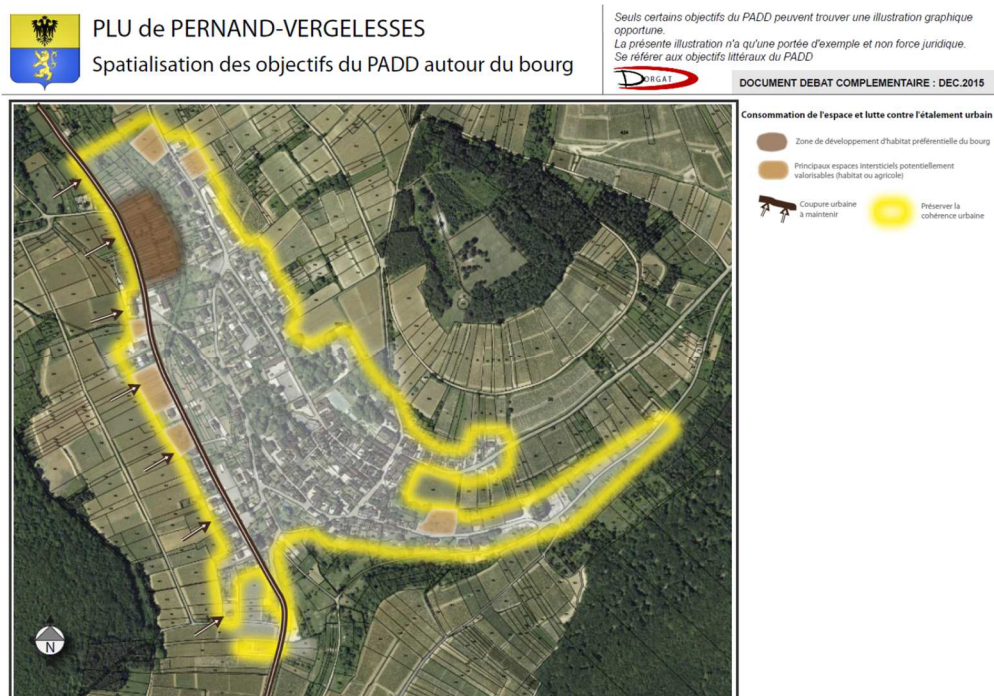 PLU de PERNAND-VERGELESSES
Spatialisation des objectifs du PADD autour du bourg
Seuls certains objectifs du PADD peuvent trouver une illustration graphique
opportune.
La présente illustration n'a qu'une portée d'exemple et non force juridique.
Se référer aux objectifs littéraux du PADD
DORGAT
DOCUMENT DEBAT COMPLEMENTAIRE : DEC.2015
Consommation de l'espace et lutte contre l'étalement urbain
Zone de développement d'habitat préférentielle du bourg
Principaux espaces intersticiels potentiellement
valorisables (habitat ou agricole)
Coupure urbaine
à maintenir
Préserver la
cohérence urbaine
N